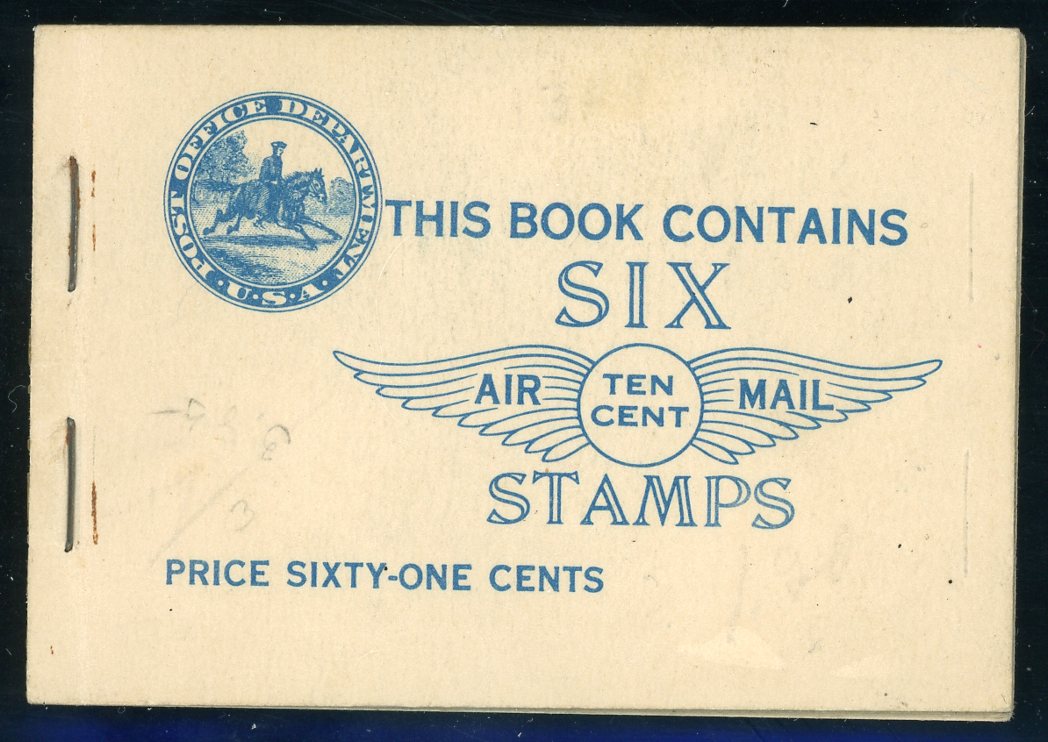 POST OFFICE DEPARTMENT
· U · S · A ·
THIS BOOK CONTAINS
SIX
AIR TEN MAIL
CENT
STAMPS
PRICE SIXTY-ONE CENTS